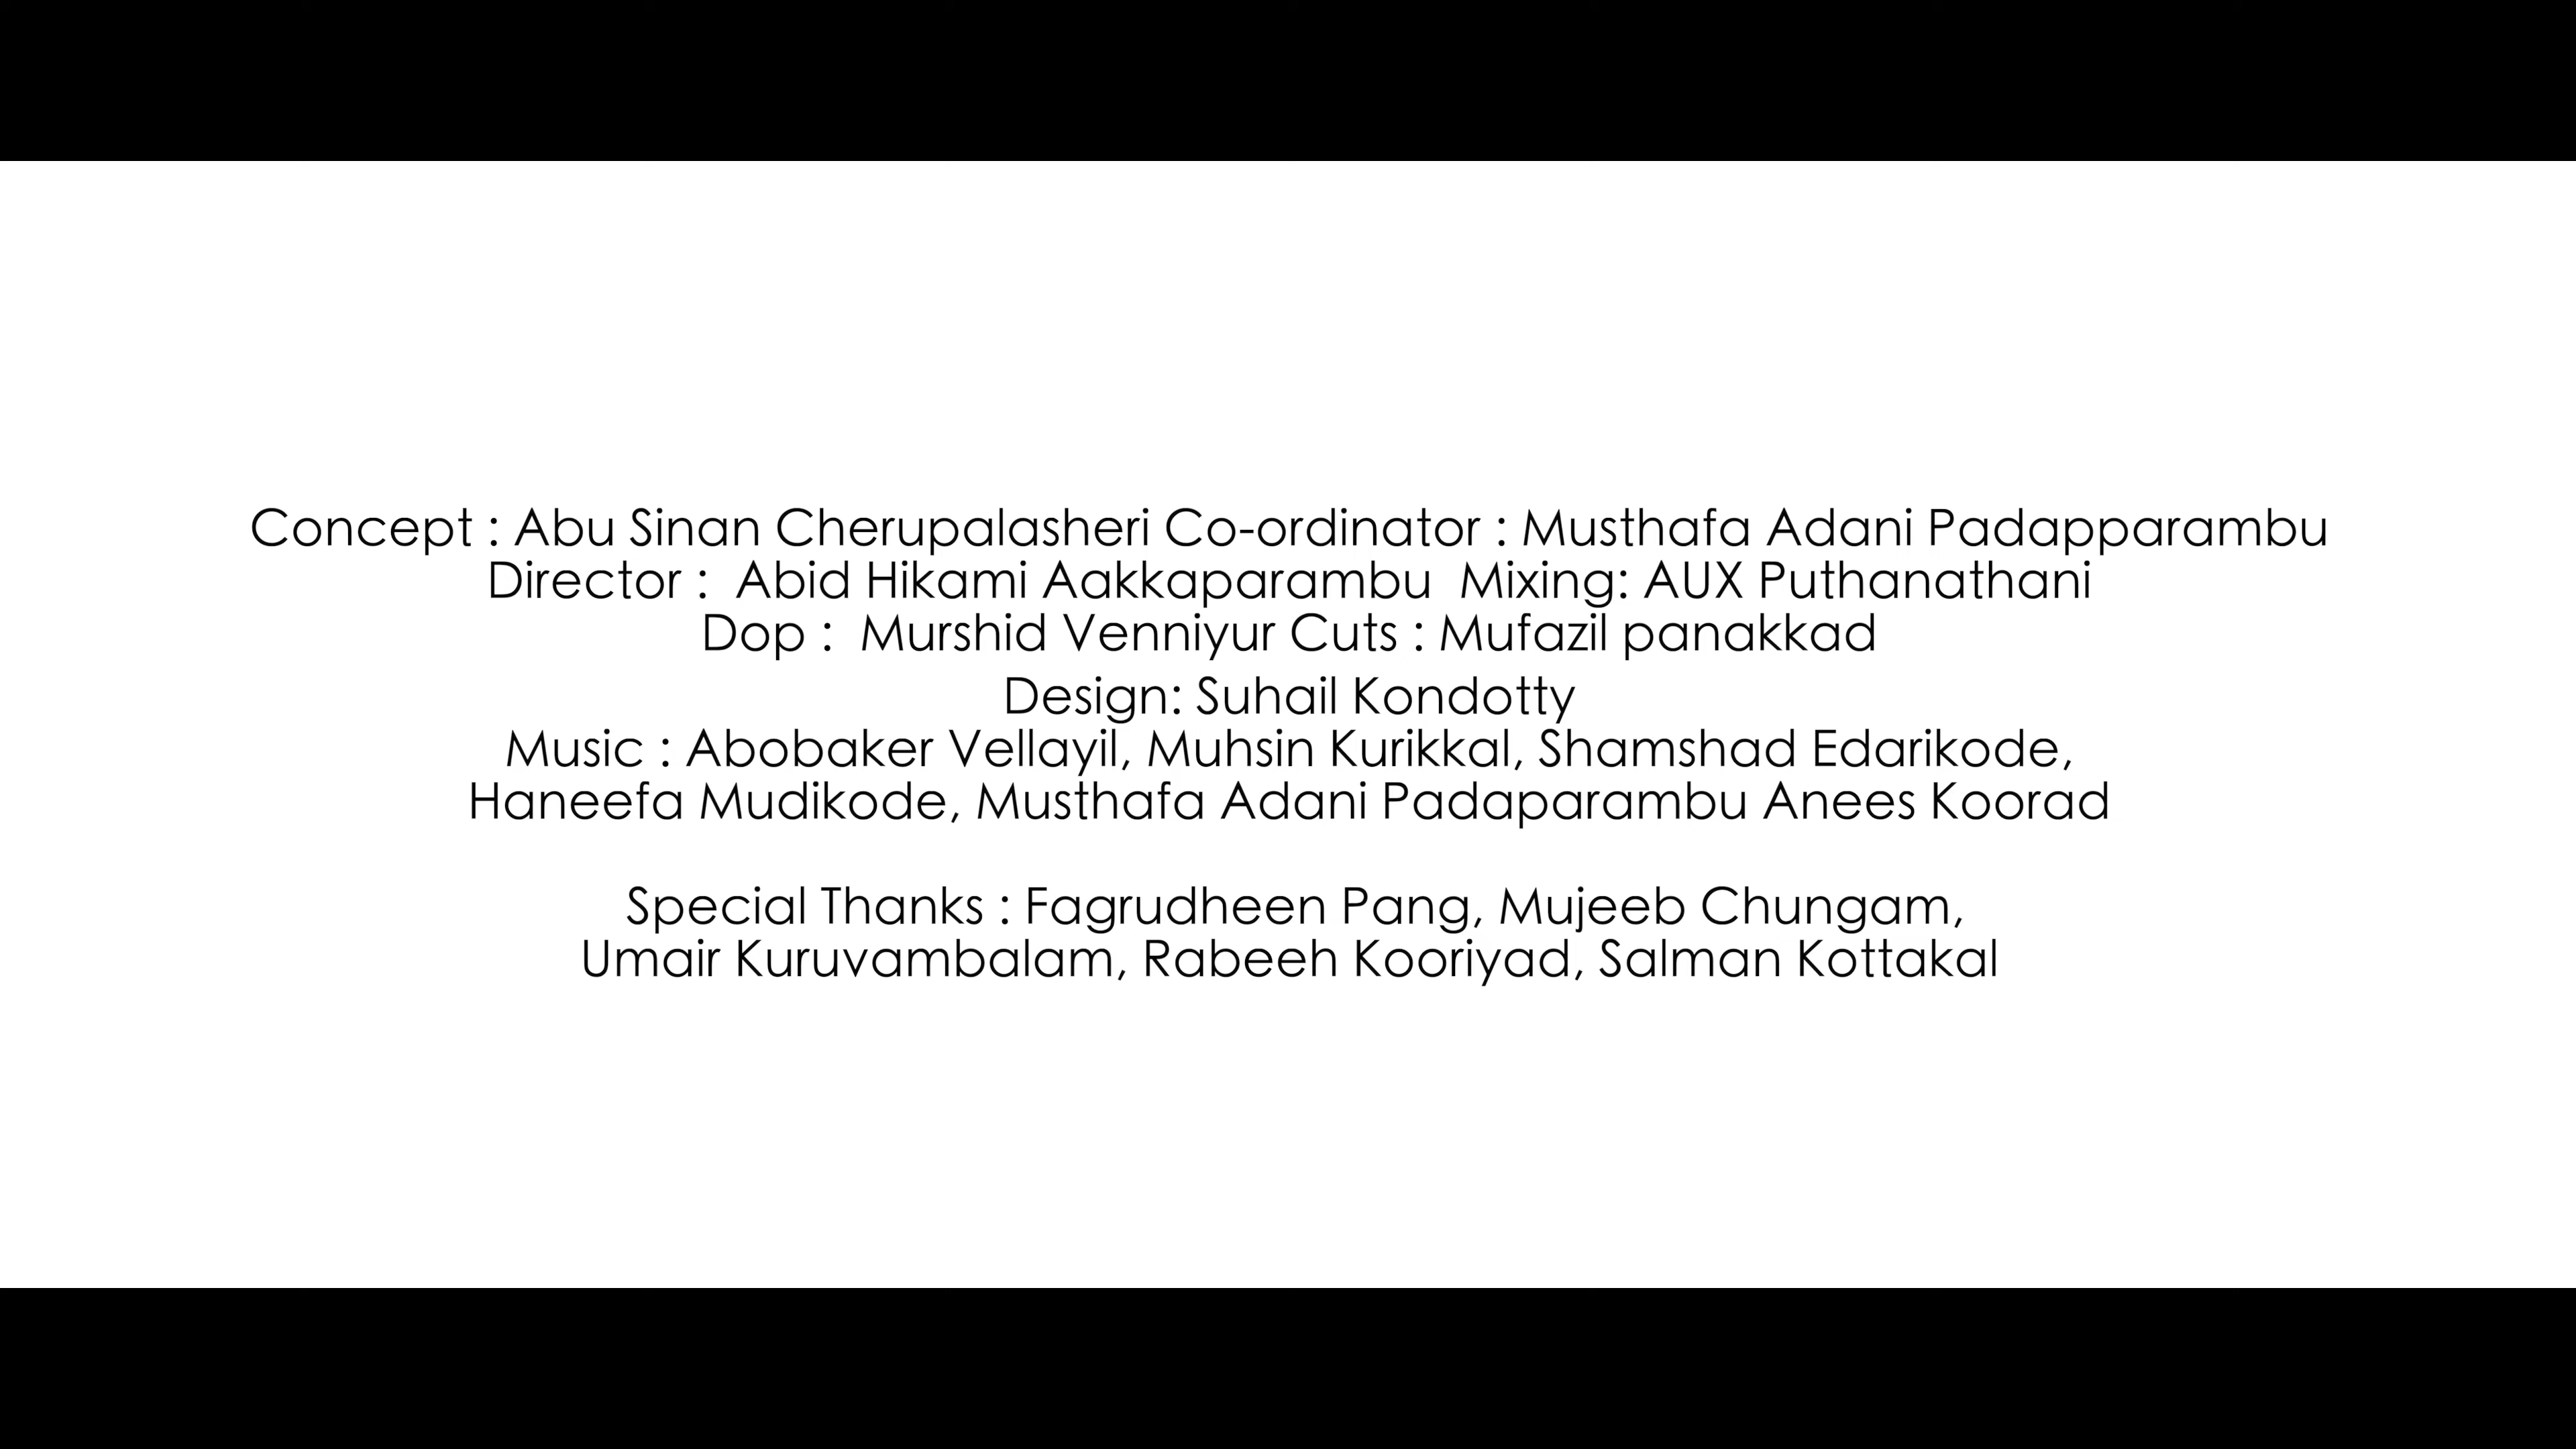 Concept : Abu Sinan Cherupalasheri Co-ordinator : Musthafa Adani Padapparambu
Director :  Abid Hikami Aakkaparambu  Mixing: AUX Puthanathani
Dop :  Murshid Venniyur Cuts : Mufazil panakkad
Design: Suhail Kondotty
Music : Abobaker Vellayil, Muhsin Kurikkal, Shamshad Edarikode,
Haneefa Mudikode, Musthafa Adani Padaparambu Anees Koorad
Special Thanks : Fagrudheen Pang, Mujeeb Chungam,
Umair Kuruvambalam, Rabeeh Kooriyad, Salman Kottakal